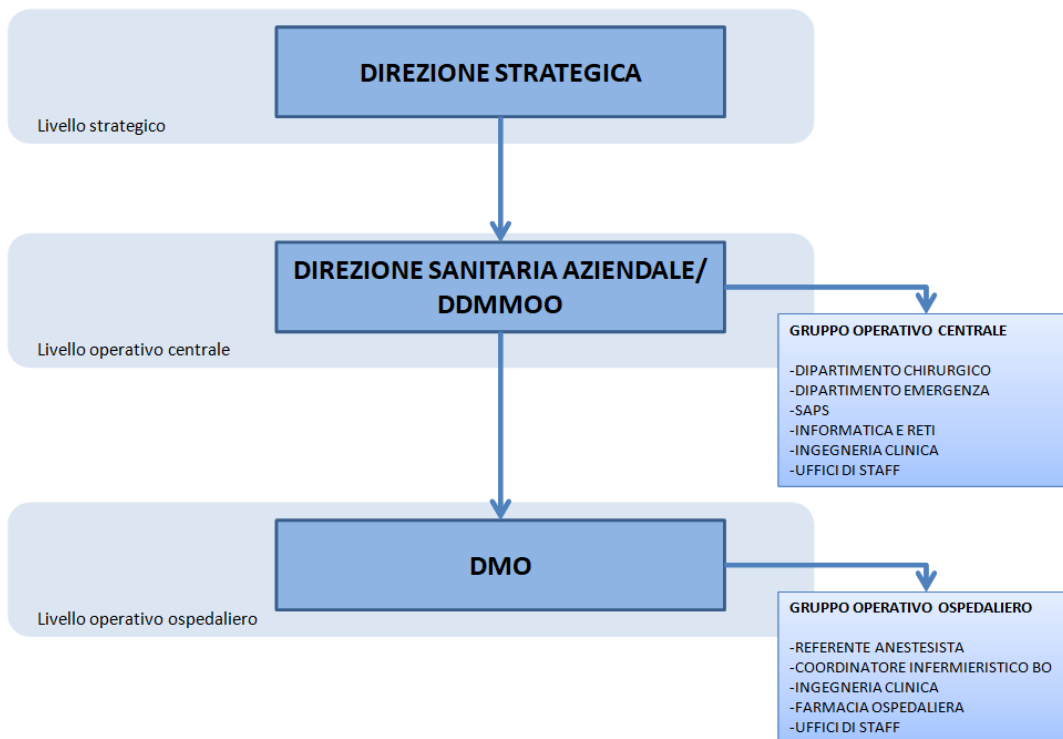 DIREZIONE STRATEGICA
Livello strategico
DIREZIONE SANITARIA AZIENDALE/
DDMMOO
Livello operativo centrale
GRUPPO OPERATIVO CENTRALE
-DIPARTIMENTO CHIRURGICO
-DIPARTIMENTO EMERGENZA
-SAPS
-INFORMATICA E RETI
-INGEGNERIA CLINICA
-UFFICI DI STAFF
DMO
Livello operativo ospedaliero
GRUPPO OPERATIVO OSPEDALIERO
-REFERENTE ANESTESISTA
-COORDINATORE INFERMIERISTICO BO
-INGEGNERIA CLINICA
-FARMACIA OSPEDALIERA
-UFFICI DI STAFF